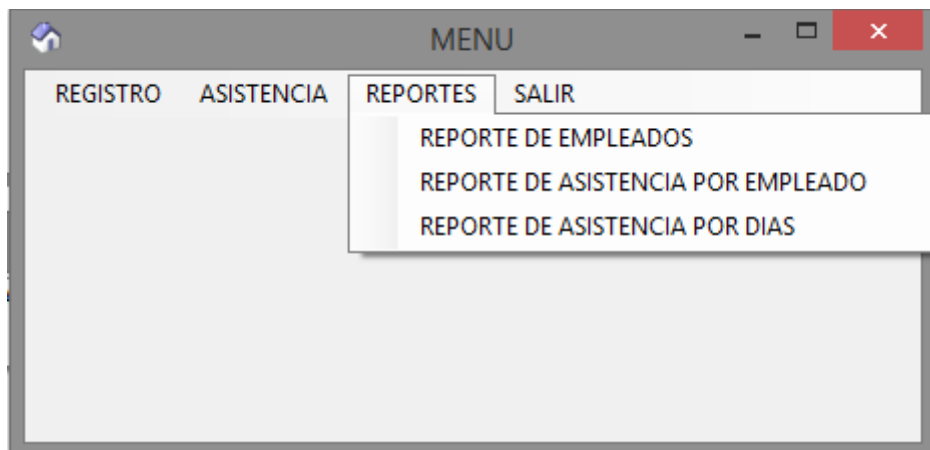 MENU
REGISTRO ASISTENCIA REPORTES SALIR
REPORTE DE EMPLEADOS
REPORTE DE ASISTENCIA POR EMPLEADO
REPORTE DE ASISTENCIA POR DIAS